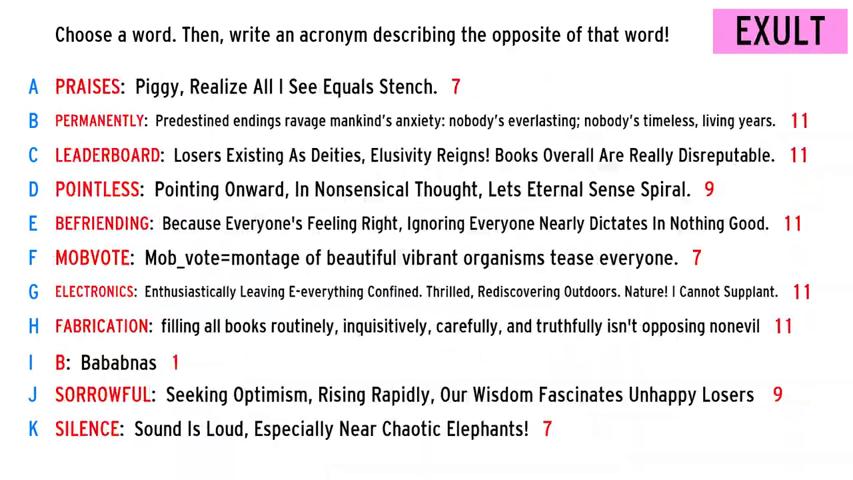 Choose a word. Then, write an acronym describing the opposite of that word!
EXULT
A PRAISES: Piggy, Realize All I See Equals Stench. 7
B PERMANENTLY: Predestined endings ravage mankind's anxiety: nobody's everlasting; nobody's timeless, living years. 11
C LEADERBOARD: Losers Existing As Deities, Elusivity Reigns! Books Overall Are Really Disreputable. 11
D POINTLESS: Pointing Onward, In Nonsensical Thought, Lets Eternal Sense Spiral. 9
E BEFRIENDING: Because Everyone's Feeling Right, Ignoring Everyone Nearly Dictates In Nothing Good. 11
F MOBVOTE: Mob_vote=montage of beautiful vibrant organisms tease everyone. 7
G ELECTRONICS: Enthusiastically Leaving E-everything Confined. Thrilled, Rediscovering Outdoors. Nature! I Cannot Supplant. 11
H FABRICATION: filling all books routinely, inquisitively, carefully, and truthfully isn't opposing nonevil 11
I B: Bababnas 1
J SORROWFUL: Seeking Optimism, Rising Rapidly, Our Wisdom Fascinates Unhappy Losers 9
K SILENCE: Sound Is Loud, Especially Near Chaotic Elephants! 7